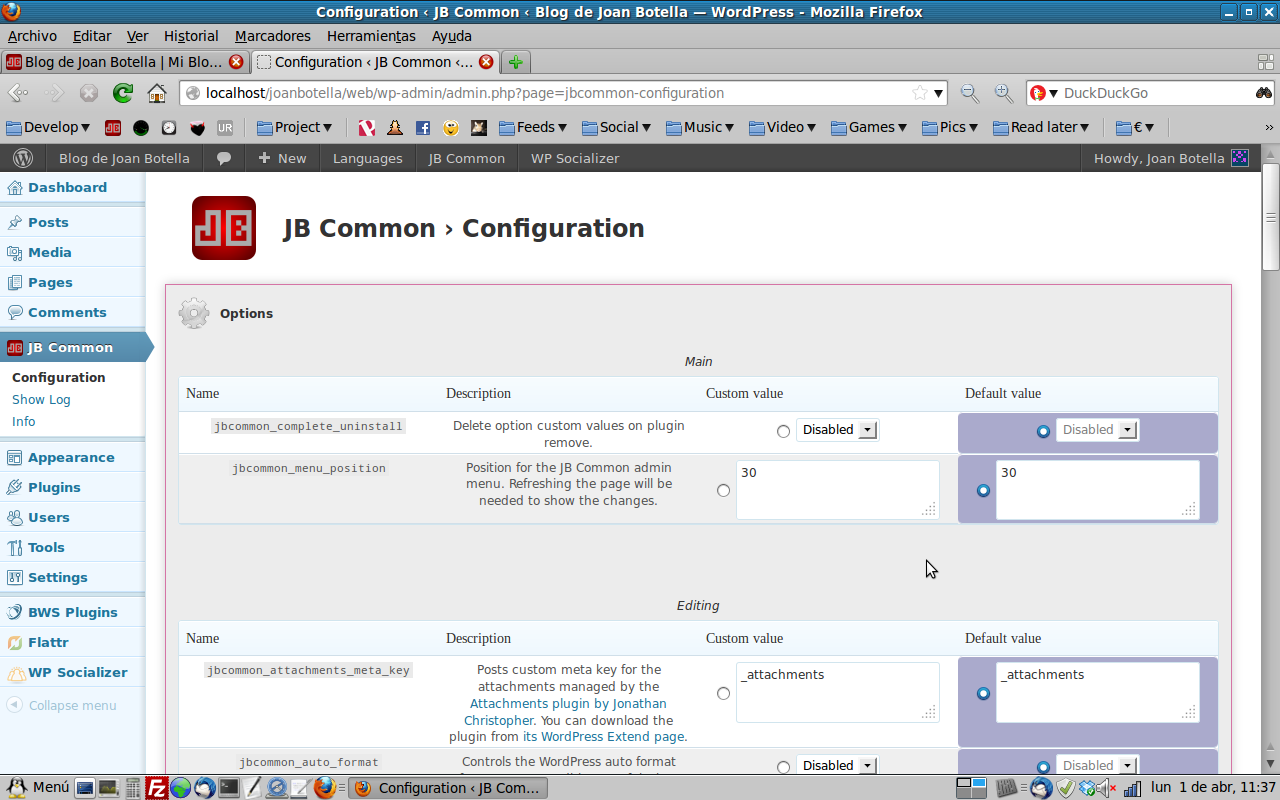 Configuration ‹ JB Common ‹ Blog de Joan Botella — WordPress - Mozilla Firefox
Archivo Editar Ver Historial Marcadores Herramientas Ayuda
Blog de Joan Botella | Mi Blo... Configuration ‹ JB Common ‹...
localhost/joanbotella/web/wp-admin/admin.php?page=jbcommon-configuration DuckDuckGo
Develop UR Project Feeds Social Music Video Games Pics Read later € »
Blog de Joan Botella + New Languages JB Common WP Socializer Howdy, Joan Botella
Dashboard
Posts
Media
Pages
Comments
JB Common
Configuration
Show Log
Info
Appearance
Plugins
Users
Tools
Settings
BWS Plugins
Flattr
WP Socializer
Collapse menu
JB JB Common › Configuration
Options
Main
Name Description Custom value Default value
jbcommon_complete_uninstall Delete option custom values on plugin Disabled Disabled
remove.
jbcommon_menu_position Position for the JB Common admin 30 30
menu. Refreshing the page will be
needed to show the changes.
Editing
Name Description Custom value Default value
jbcommon_attachments_meta_key Posts custom meta key for the _attachments _attachments
attachments managed by the
Attachments plugin by Jonathan
Christopher. You can download the
plugin from its WordPress Extend page.
jbcommon_auto_format Controls the WordPress auto format Disabled Disabled
Menú FZ Configuration ‹ JB Com... lun 1 de abr, 11:37